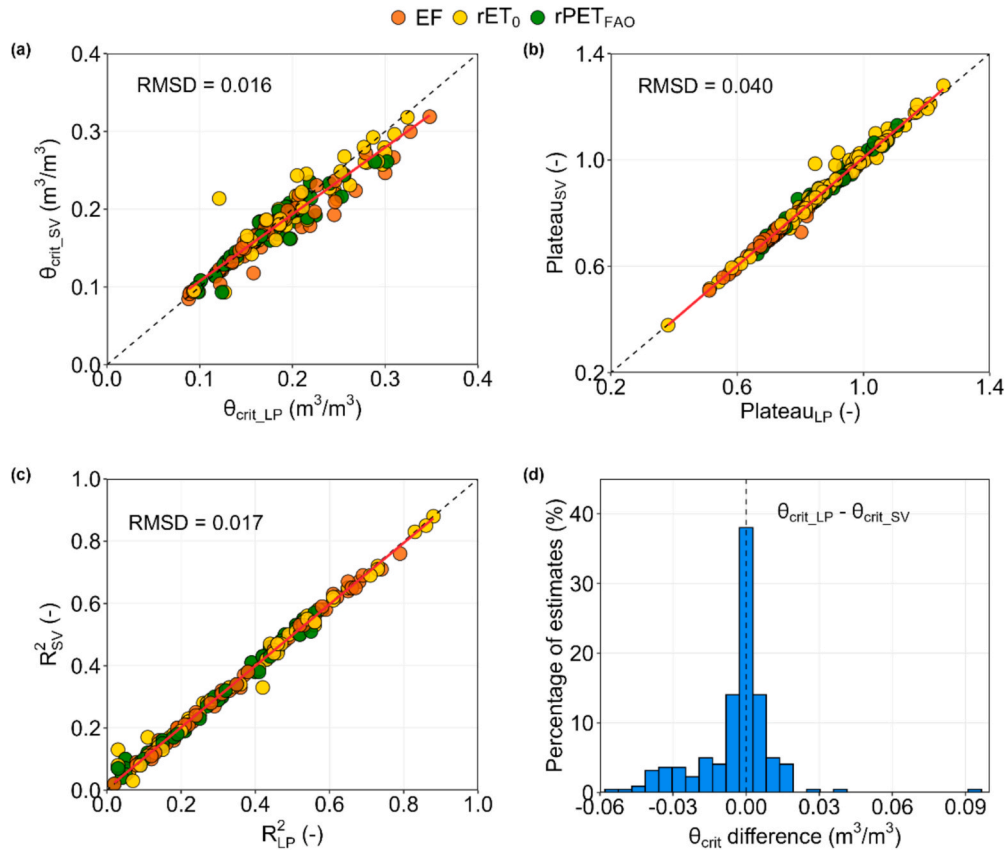 EF rET₀ rPET_FAO
(a)
RMSD = 0.016
0.4
0.3
0.2
0.1
0.0
θcrit_SV (m³/m³)
0.0 0.1 0.2 0.3 0.4
θcrit_LP (m³/m³)
(b)
RMSD = 0.040
1.4
1.0
0.6
0.2
Plateau_SV (-)
0.2 0.6 1.0 1.4
Plateau_LP (-)
(c)
RMSD = 0.017
1.0
0.8
0.6
0.4
0.2
0.0
R²_SV (-)
0.0 0.2 0.4 0.6 0.8 1.0
R²_LP (-)
(d)
θcrit_LP - θcrit_SV
40
30
20
10
0
Percentage of estimates (%)
-0.06 -0.03 0.00 0.03 0.06 0.09
θcrit difference (m³/m³)